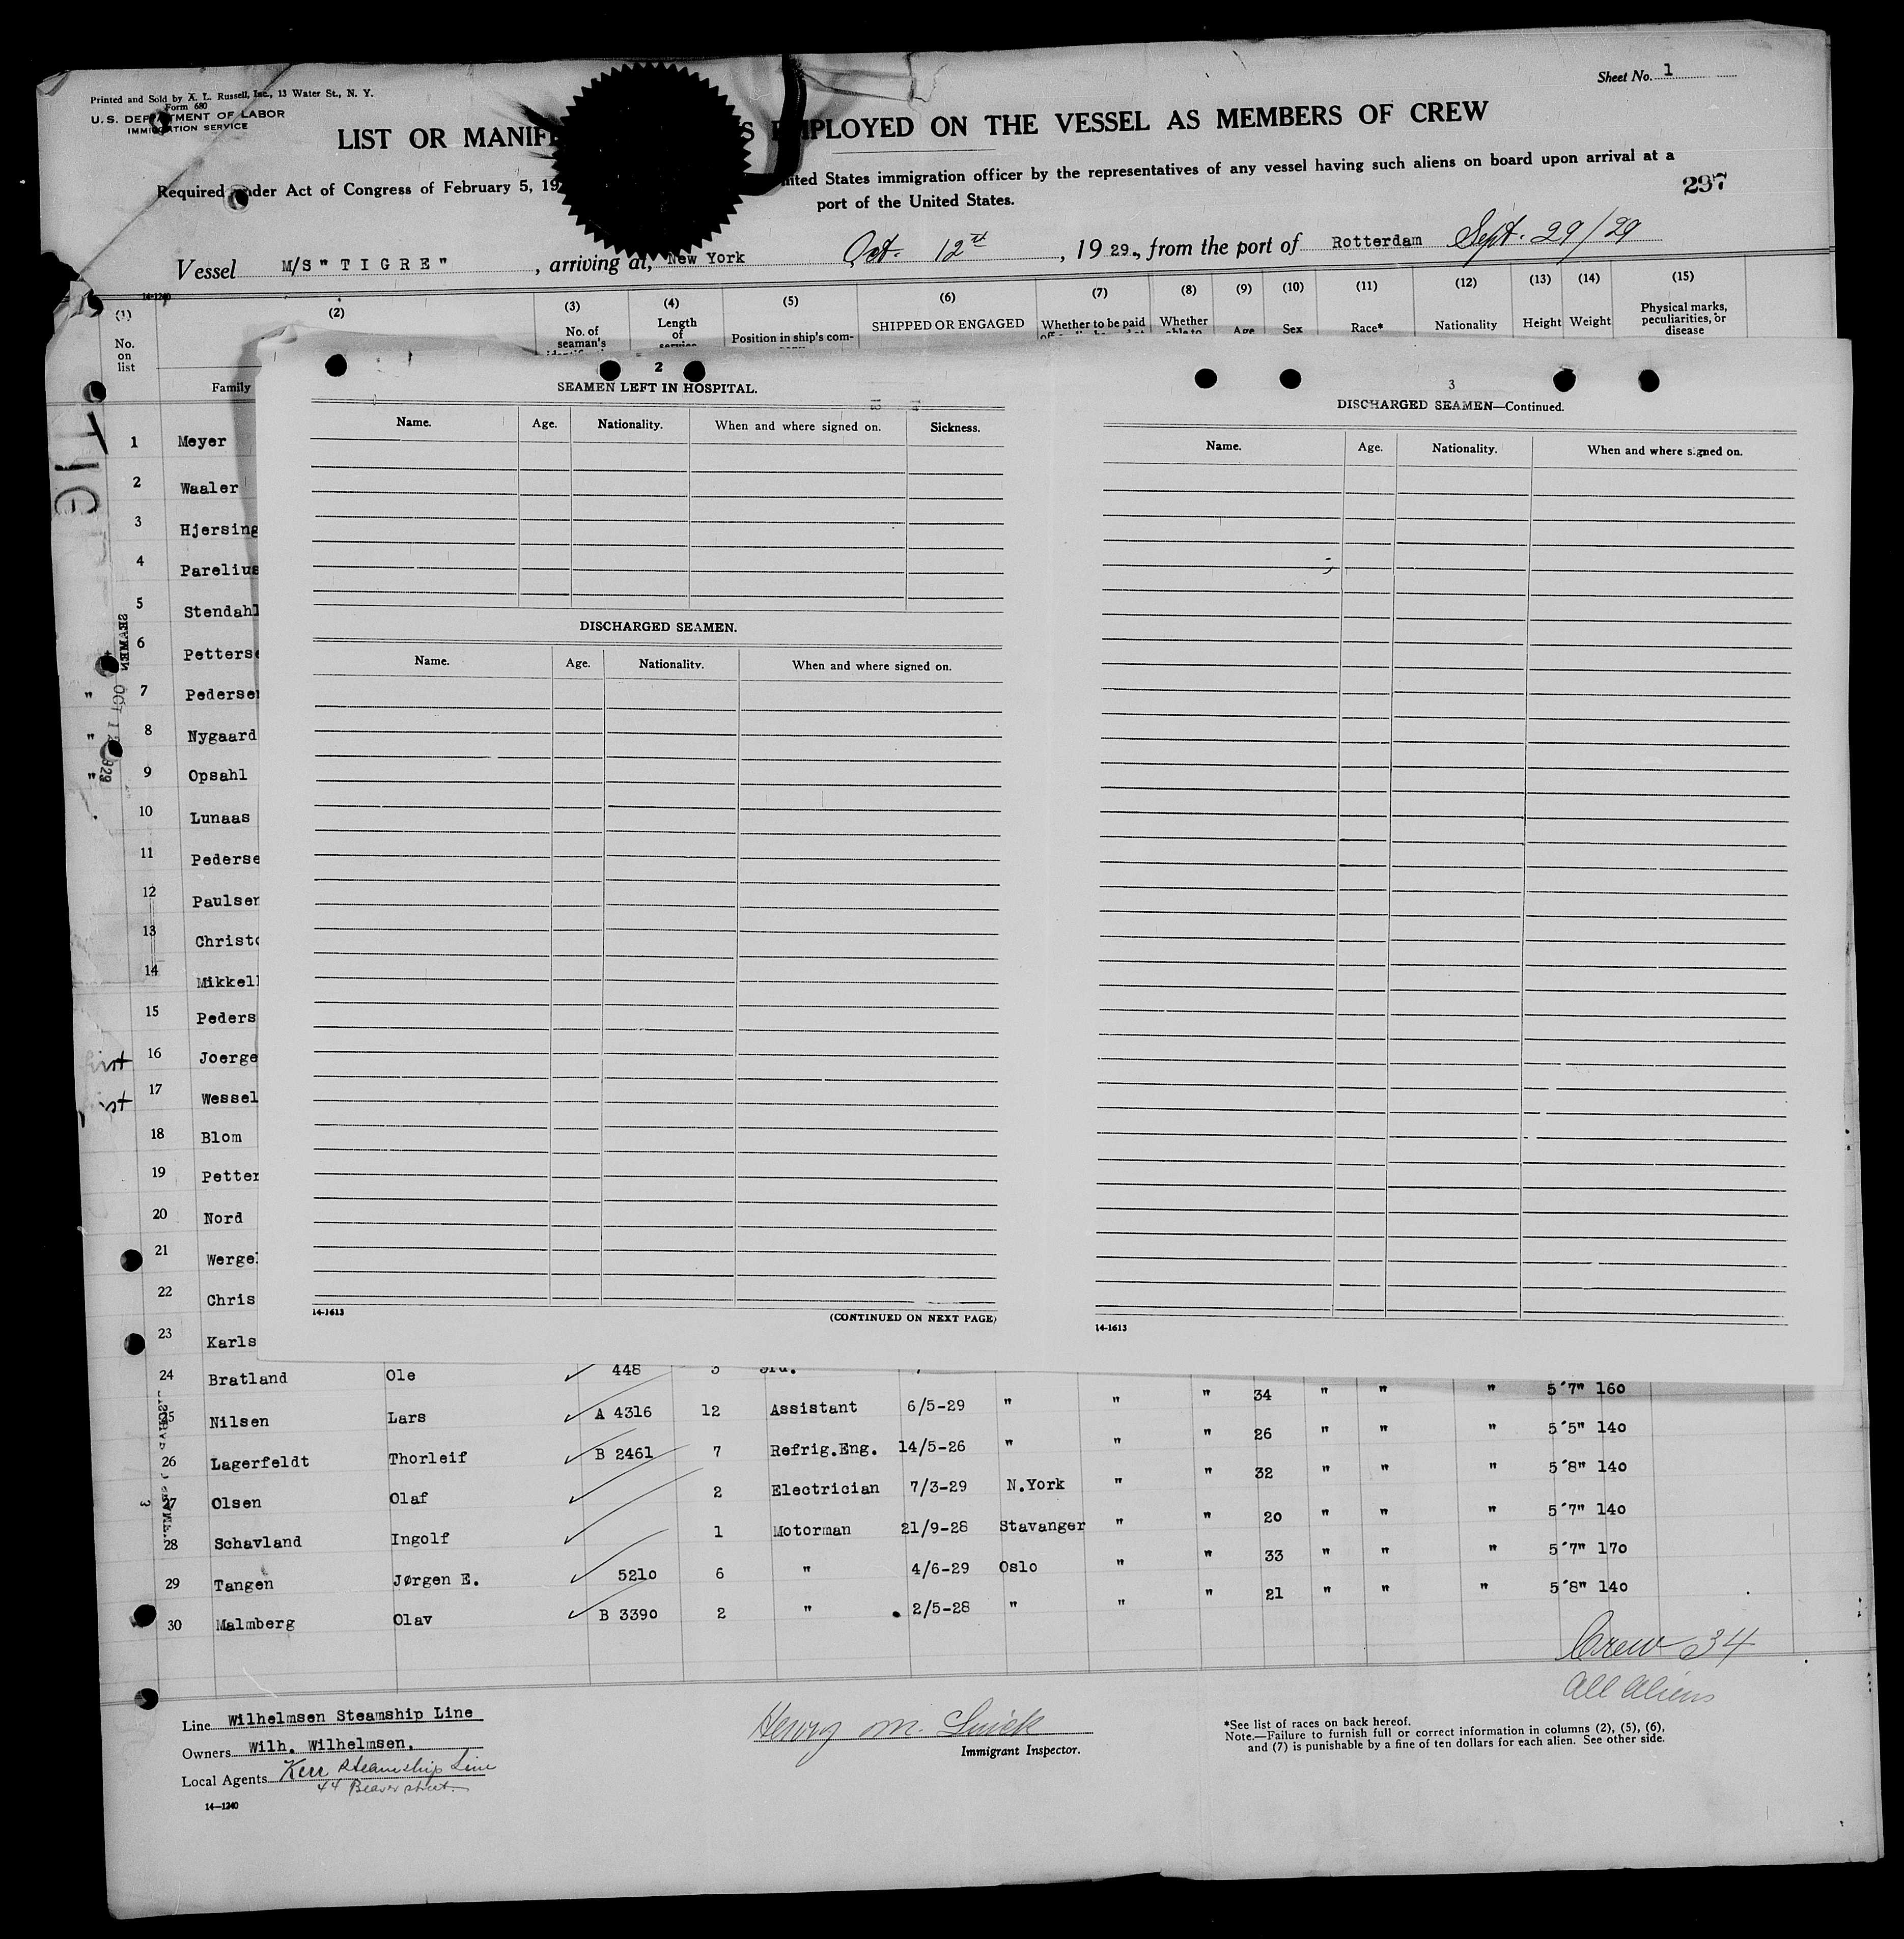 Sheet No. 1
Printed and Sold by A. L. Russell, Inc., 13 Water St., N. Y.
Form 680
U. S. DEPARTMENT OF LABOR
IMMIGRATION SERVICE
LIST OR MANIF S EMPLOYED ON THE VESSEL AS MEMBERS OF CREW
Required under Act of Congress of February 5, 19 United States immigration officer by the representatives of any vessel having such aliens on board upon arrival at a
port of the United States.
237
Vessel M/S "TIGRE", arriving at, New York Oct. 12th, 1929., from the port of Rotterdam Sept. 29/29
14-1240
(1) (2) (3) (4) (5) (6) (7) (8) (9) (10) (11) (12) (13) (14) (15)
No. on list
Family
No. of seaman's
Length of service
Position in ship's com-
SHIPPED OR ENGAGED
Whether to be paid
Whether
Age Sex Race* Nationality Height Weight
Physical marks, peculiarities, or disease
TIG
SEAMEN
1 Meyer
2 Waaler
3 Hjersing
4 Parelius
5 Stendahl
6 Petterse
" 7 Pedersen
" 8 Nygaard
" 9 Opsahl
10 Lunaas
11 Pederse
12 Paulsen
13 Christo
14 Mikkell
15 Peders
16 Joerge
17 Wessel
18 Blom
19 Petter
20 Nord
21 Wergel
22 Chris
23 Karls
2
SEAMEN LEFT IN HOSPITAL.
Name. Age. Nationality. When and where signed on. Sickness.
DISCHARGED SEAMEN.
Name. Age. Nationality. When and where signed on.
14-1613
(CONTINUED ON NEXT PAGE)
3
DISCHARGED SEAMEN—Continued.
Name. Age. Nationality. When and where signed on.
14-1613
24 Bratland Ole 448 3 3rd.
25 Nilsen Lars A 4316 12 Assistant 6/5-29 " " " 34 " " " 5'7" 160
26 Lagerfeldt Thorleif B 2461 7 Refrig.Eng. 14/5-26 " " " 26 " " " 5'5" 140
27 Olsen Olaf 2 Electrician 7/3-29 N.York " " 32 " " " 5'8" 140
28 Schavland Ingolf 1 Motorman 21/9-28 Stavanger " " 20 " " " 5'7" 140
29 Tangen Jørgen E. 5210 6 " 4/6-29 Oslo " " 33 " " " 5'7" 170
30 Malmberg Olav B 3390 2 " 2/5-28 " " " 21 " " " 5'8" 140
Crew 34
All Aliens
Line Wilhelmsen Steamship Line
Owners Wilh. Wilhelmsen.
Local Agents Kerr Steamship Line
44 Beaver street.
14—1240
Henry M.
Immigrant Inspector.
*See list of races on back hereof.
Note.—Failure to furnish full or correct information in columns (2), (5), (6),
and (7) is punishable by a fine of ten dollars for each alien. See other side.